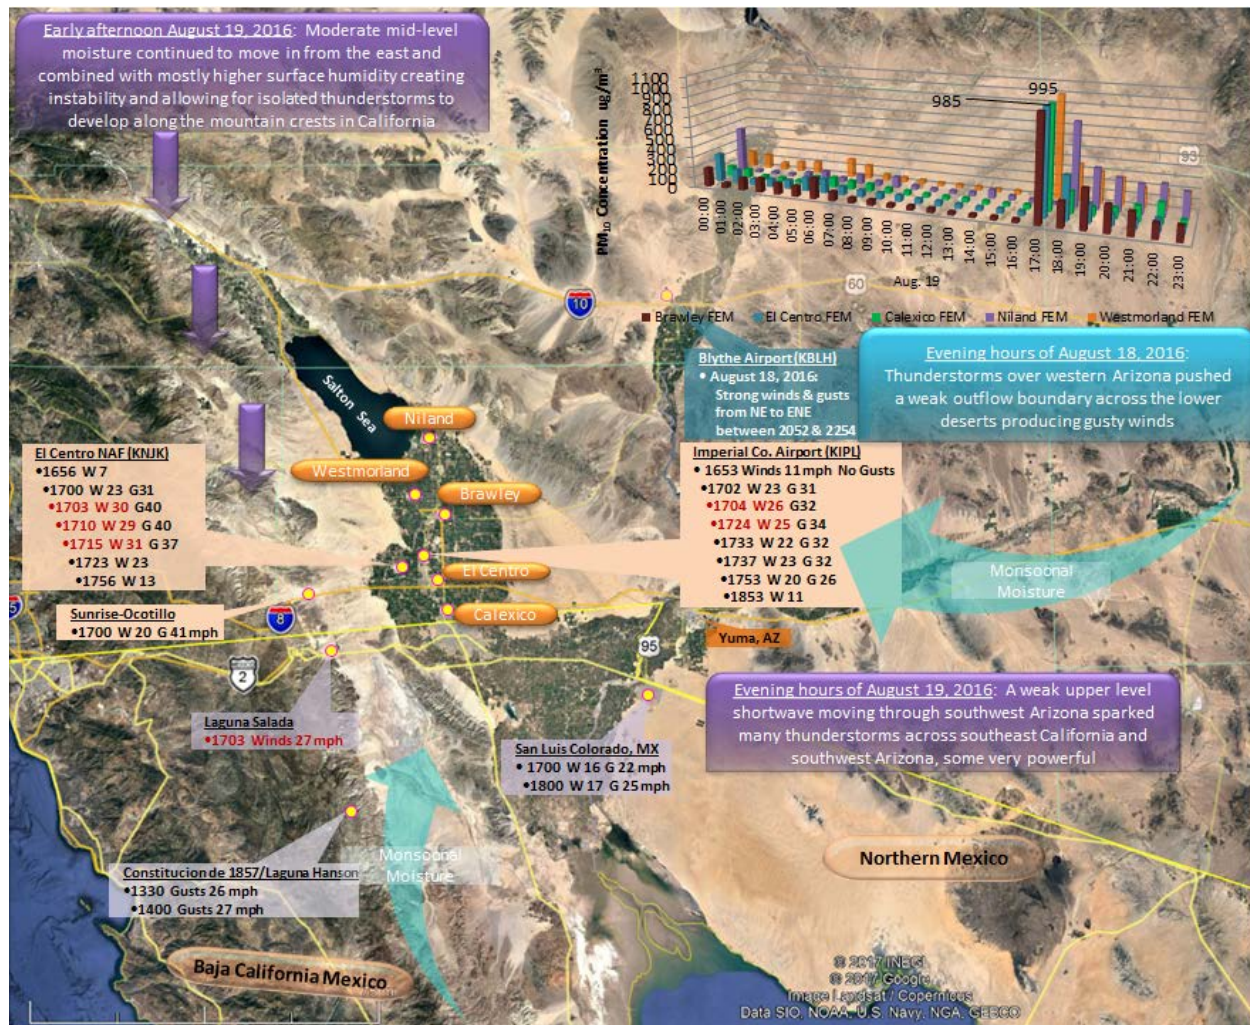 Early afternoon August 19, 2016: Moderate mid-level
moisture continued to move in from the east and
combined with mostly higher surface humidity creating
instability and allowing for isolated thunderstorms to
develop along the mountain crests in California
PM₁₀ Concentration ug/m³
1100
1000
900
800
700
600
500
400
300
200
100
0
985
995
00:00
01:00
02:00
03:00
04:00
05:00
06:00
07:00
08:00
09:00
10:00
11:00
12:00
13:00
14:00
15:00
16:00
17:00
18:00
19:00
20:00
21:00
22:00
23:00
Aug. 19
Brawley FEM
El Centro FEM
Calexico FEM
Niland FEM
Westmorland FEM
93
60
10
Blythe Airport (KBLH)
• August 18, 2016:
Strong winds & gusts
from NE to ENE
between 2052 & 2254
Evening hours of August 18, 2016:
Thunderstorms over western Arizona pushed
a weak outflow boundary across the lower
deserts producing gusty winds
Salton Sea
Niland
Westmorland
Brawley
El Centro
Calexico
El Centro NAF (KNJK)
•1656 W 7
•1700 W 23 G31
•1703 W 30 G40
•1710 W 29 G 40
•1715 W 31 G 37
•1723 W 23
•1756 W 13
Imperial Co. Airport (KIPL)
• 1653 Winds 11 mph No Gusts
•1702 W 23 G 31
•1704 W26 G32
•1724 W 25 G 34
•1733 W 22 G 32
•1737 W 23 G 32
•1753 W 20 G 26
•1853 W 11
Monsoonal
Moisture
Sunrise-Ocotillo
•1700 W 20 G 41 mph
5
8
2
95
Yuma, AZ
Laguna Salada
•1703 Winds 27 mph
San Luis Colorado, MX
• 1700 W 16 G 22 mph
•1800 W 17 G 25 mph
Evening hours of August 19, 2016: A weak upper level
shortwave moving through southwest Arizona sparked
many thunderstorms across southeast California and
southwest Arizona, some very powerful
Constitucion de 1857/Laguna Hanson
•1330 Gusts 26 mph
•1400 Gusts 27 mph
Monsoonal
Moisture
Northern Mexico
Baja California Mexico
© 2017 INEGI
© 2017 Google
Image Landsat / Copernicus
Data SIO, NOAA, U.S. Navy, NGA, GEBCO